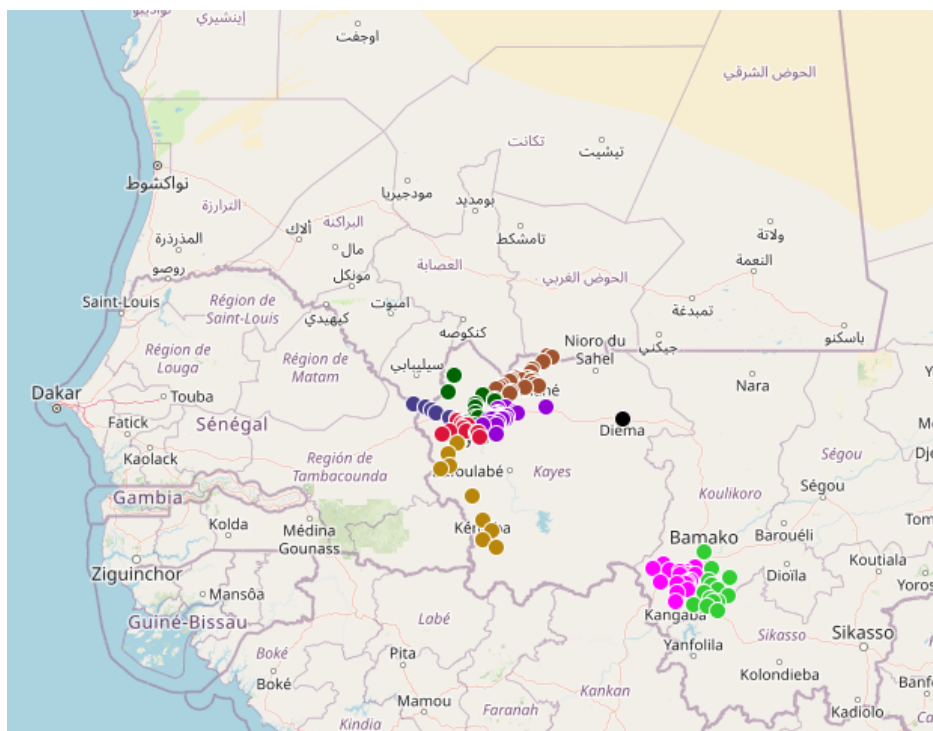 إينشيري
اوجفت
الحوض الشرقي
تكانت
تيشيت
نواكشوط
مودجيريا
بومديد
الترارزة
البراكنة
ألاك
ولاتة
المذرذرة
مال
تامشكط
النعمة
روصو
مونكل
العصابة
الحوض الغربي
Saint-Louis
Région de
Saint-Louis
كيهيدي
امبوت
كنكوصه
تمبدغة
باسكنو
جيكني
Nioro du
Sahel
Région de
Louga
Région de
Matam
سيليبابي
Nara
Dakar
Touba
Fatick
Sénégal
Diéma
Kaolack
Région de
Tambacounda
Kayes
Ségou
Koulikoro
Ségou
Gambia
Kolda
Médina
Gounass
Bamako
Barouéli
Ziguinchor
Dioïla
Koutiala
Yoros
Mansôa
Guiné-Bissau
Labé
Kangaba
Sikasso
Sikasso
Yanfolila
Boké
Pita
Kolondieba
Boké
Kankan
Banfo
Mamou
Faranah
Kadiolo
Kindia